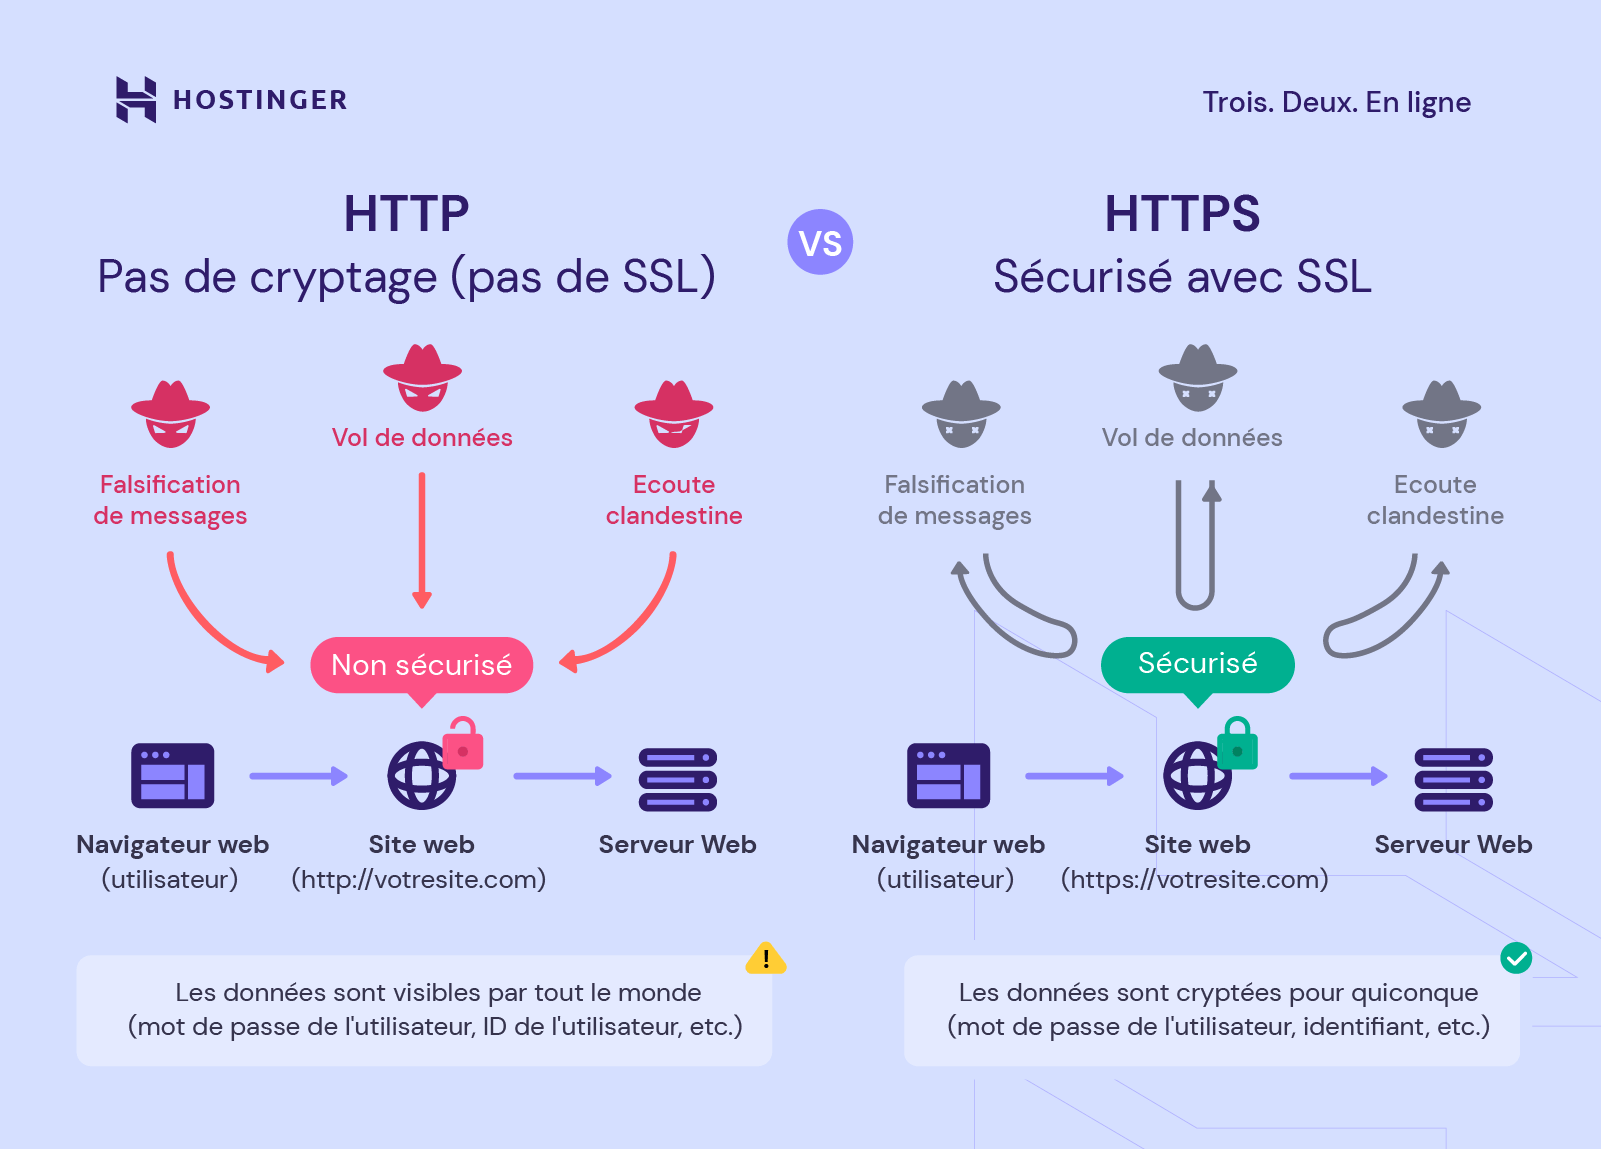 HOSTINGER
Trois. Deux. En ligne
HTTP
Pas de cryptage (pas de SSL)
VS
HTTPS
Sécurisé avec SSL
Vol de données
Falsification
de messages
Ecoute
clandestine
Non sécurisé
Navigateur web
(utilisateur)
Site web
(http://votresite.com)
Serveur Web
Les données sont visibles par tout le monde
(mot de passe de l'utilisateur, ID de l'utilisateur, etc.)
!
Vol de données
Falsification
de messages
Ecoute
clandestine
Sécurisé
Navigateur web
(utilisateur)
Site web
(https://votresite.com)
Serveur Web
Les données sont cryptées pour quiconque
(mot de passe de l'utilisateur, identifiant, etc.)